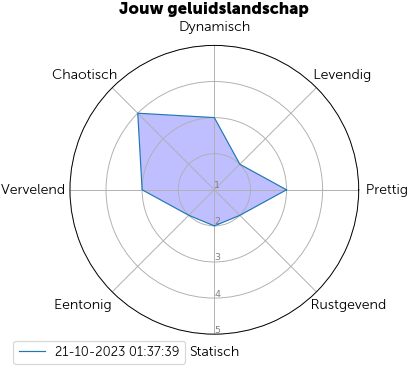 Jouw geluidslandschap
Dynamisch
Chaotisch
Levendig
Vervelend
1
Prettig
2
3
4
Eentonig
Rustgevend
5
21-10-2023 01:37:39
Statisch